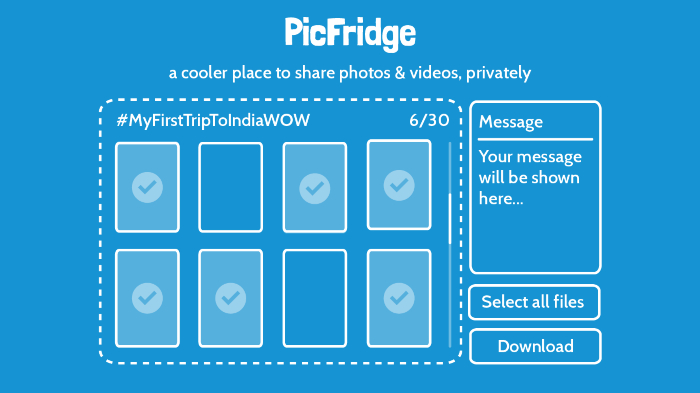 PicFridge
a cooler place to share photos & videos, privately
#MyFirstTripToIndiaWOW
6/30
Message
Your message
will be shown
here...
Select all files
Download